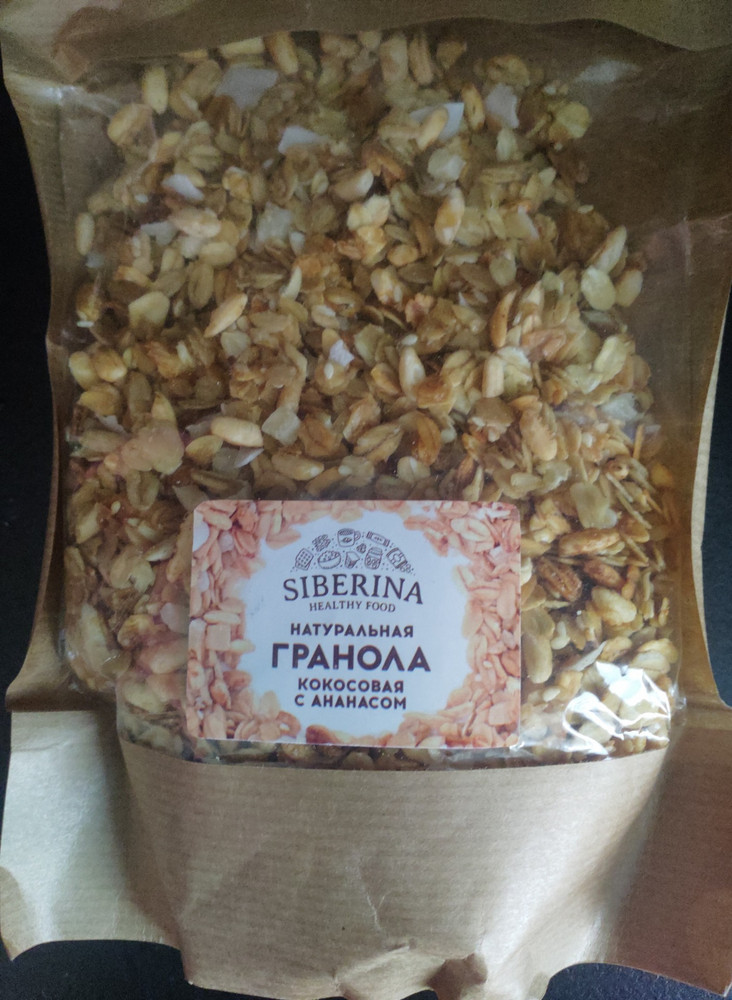 SIBERINA
HEALTHY FOOD
НАТУРАЛЬНАЯ
ГРАНОЛА
КОКОСОВАЯ
С АНАНАСОМ